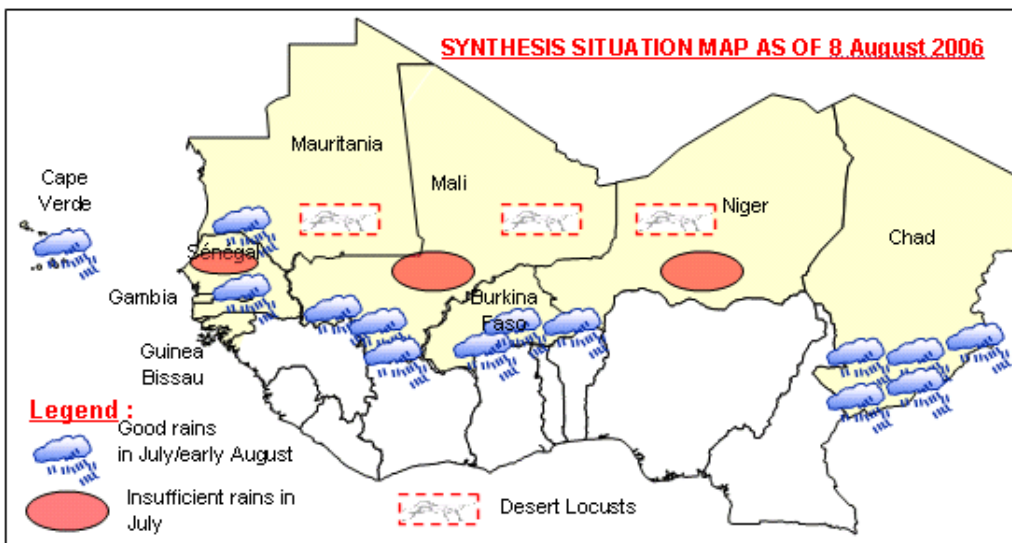 SYNTHESIS SITUATION MAP AS OF 8 August 2006
Mauritania
Mali
Cape
Verde
Niger
Chad
Sénégal
Gambia
Burkina
Faso
Guinea
Bissau
Legend :
Good rains
in July/early August
Insufficient rains in
July
Desert Locusts